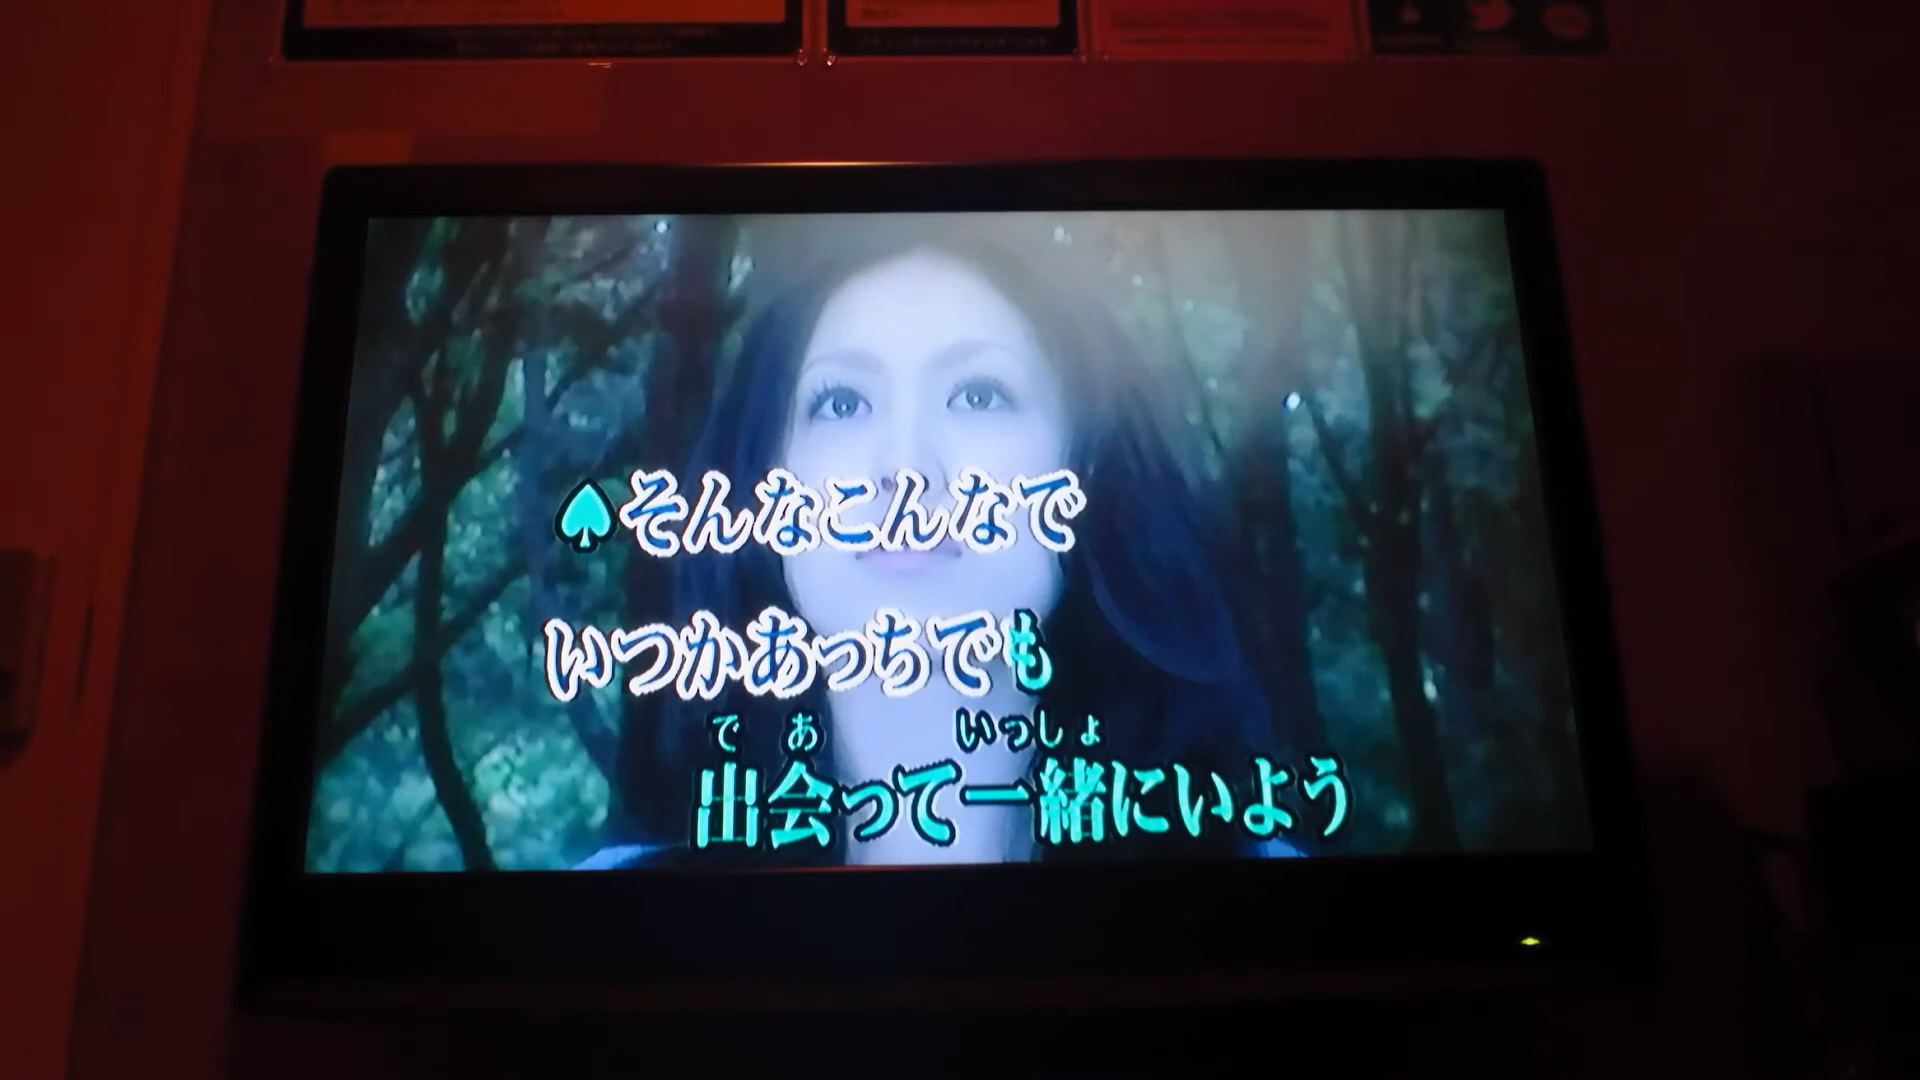 ♠そんなこんなで
いつかあっちでも
であ いっしょ
出会って一緒にいよう